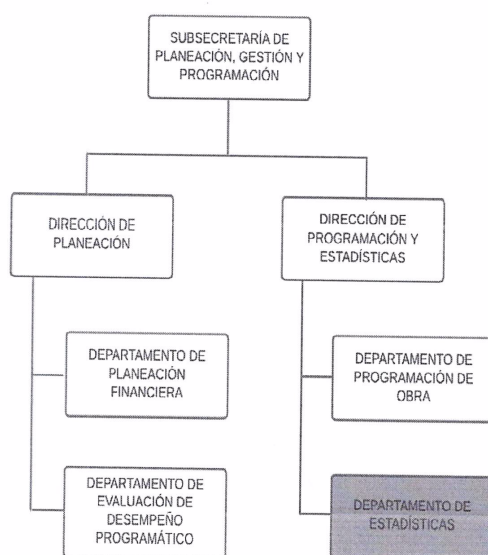 SUBSECRETARÍA DE
PLANEACIÓN, GESTIÓN Y
PROGRAMACIÓN
DIRECCIÓN DE
PLANEACIÓN
DIRECCIÓN DE
PROGRAMACIÓN Y
ESTADÍSTICAS
DEPARTAMENTO DE
PLANEACIÓN
FINANCIERA
DEPARTAMENTO DE
PROGRAMACIÓN DE
OBRA
DEPARTAMENTO DE
EVALUACIÓN DE
DESEMPEÑO
PROGRAMÁTICO
DEPARTAMENTO DE
ESTADÍSTICAS